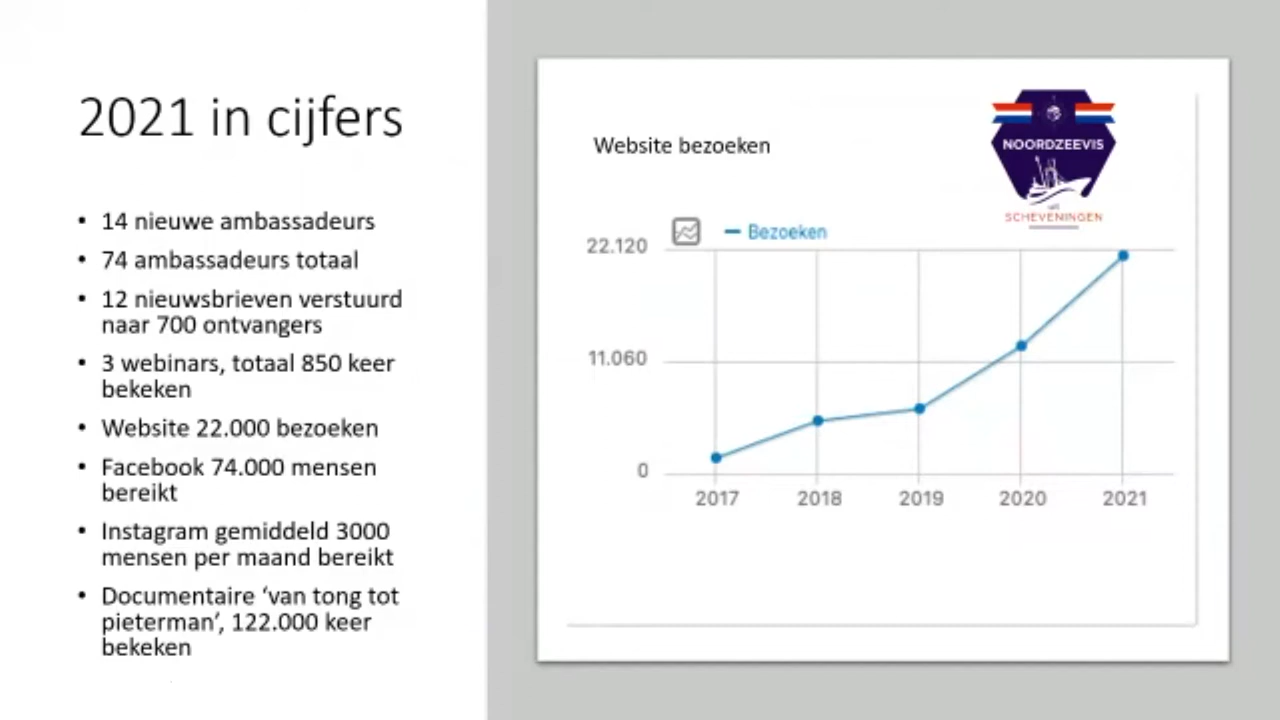 2021 in cijfers
• 14 nieuwe ambassadeurs
• 74 ambassadeurs totaal
• 12 nieuwsbrieven verstuurd
naar 700 ontvangers
• 3 webinars, totaal 850 keer
bekeken
• Website 22.000 bezoeken
• Facebook 74.000 mensen
bereikt
• Instagram gemiddeld 3000
mensen per maand bereikt
• Documentaire ‘van tong tot
pieterman’, 122.000 keer
bekeken
Website bezoeken
NOORDZEEVIS
uit
SCHEVENINGEN
Bezoeken
22.120
11.060
0
2017 2018 2019 2020 2021